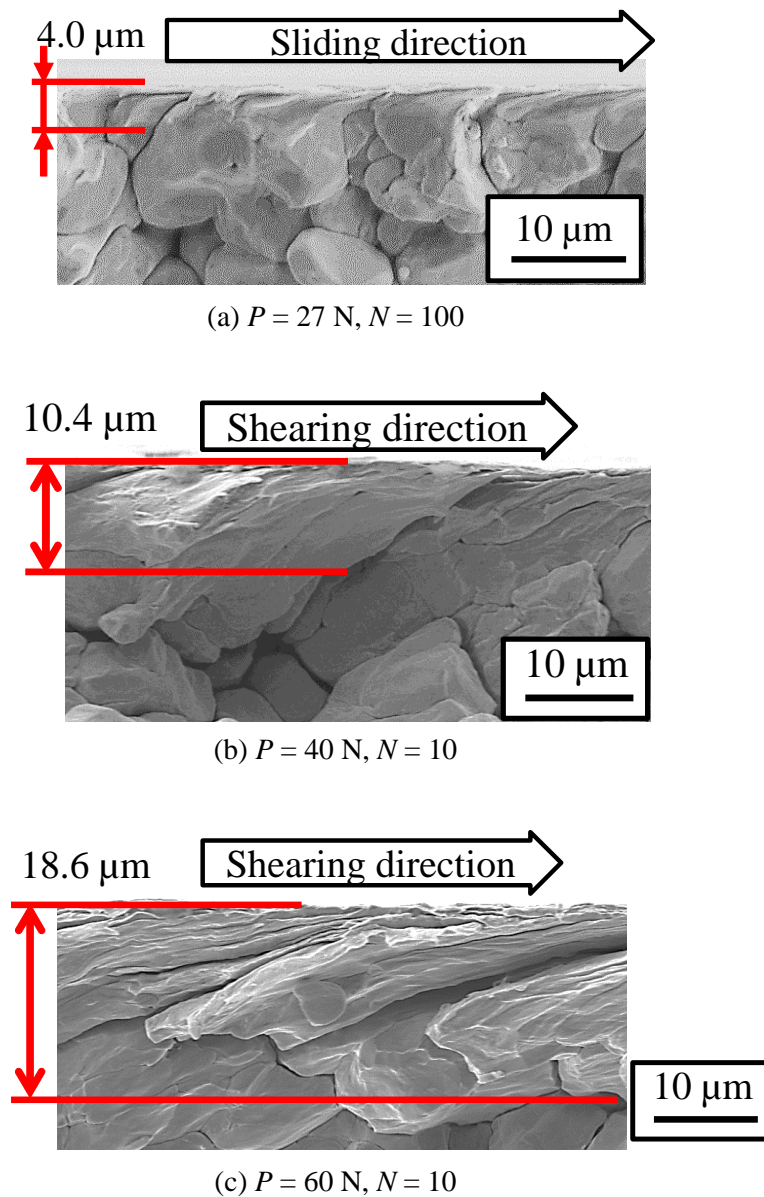 4.0 µm
Sliding direction
10 µm
(a) P = 27 N, N = 100
10.4 µm
Shearing direction
10 µm
(b) P = 40 N, N = 10
18.6 µm
Shearing direction
10 µm
(c) P = 60 N, N = 10